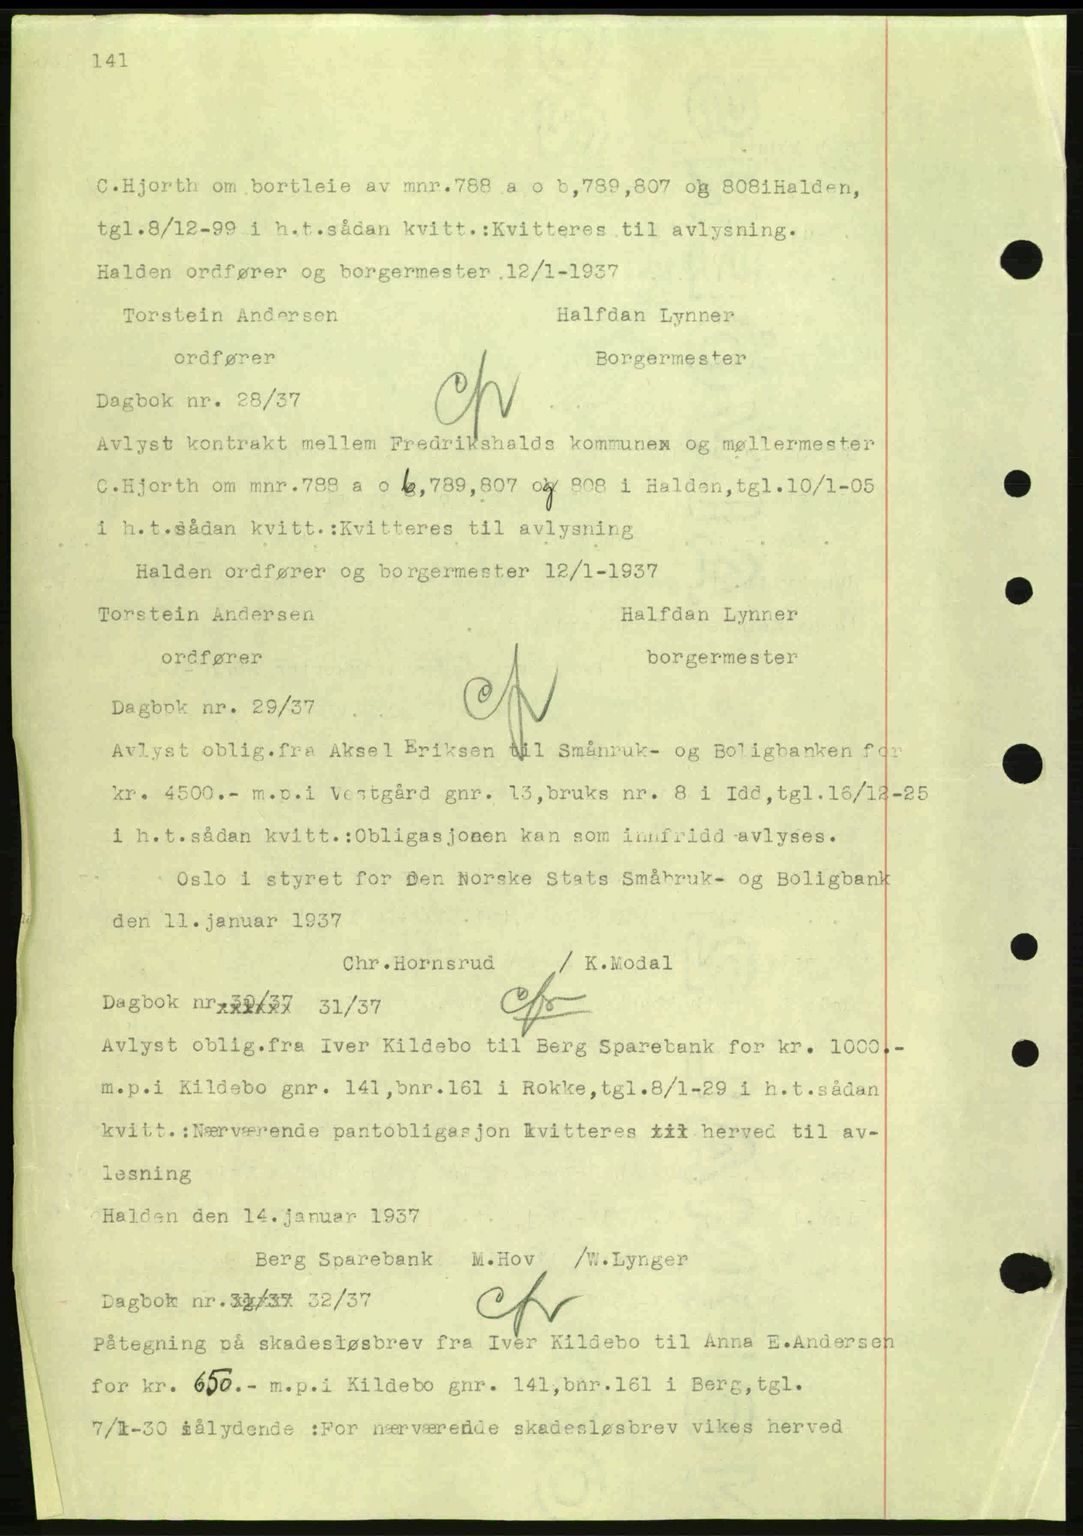 141
C.Hjorth om bortleie av mnr.788 a o b,789,807 og 808iHalden,
tgl.8/12-99 i h.t.sådan kvitt.:Kvitteres til avlysning.
Halden ordfører og borgermester 12/1-1937
Torstein Andersen Halfdan Lynner
ordfører Borgermester
Dagbok nr. 28/37
Avlyst kontrakt mellem Fredrikshalds kommune og møllermester
C.Hjorth om mnr.788 a o b,789,807 og 808 i Halden,tgl.10/1-05
i h.t.sådan kvitt.:Kvitteres til avlysning
Halden ordfører og borgermester 12/1-1937
Torstein Andersen Halfdan Lynner
ordfører borgermester
Dagbok nr. 29/37
Avlyst oblig.fra Aksel Eriksen til Småbruk- og Boligbanken for
kr. 4500.- m.p.i Vestgård gnr. 13,bruks nr. 8 i Idd,tgl.16/12-25
i h.t.sådan kvitt.:Obligasjonen kan som innfridd avlyses.
Oslo i styret for Den Norske Stats Småbruk- og Boligbank
den 11.januar 1937
Chr.Hornsrud / K.Modal
Dagbok nr. 30/37 31/37
Avlyst oblig.fra Iver Kildebo til Berg Sparebank for kr. 1000.-
m.p.i Kildebo gnr. 141,bnr.161 i Rokke,tgl.8/1-29 i h.t.sådan
kvitt.:Nærværende pantobligasjon kvitteres til herved til av-
lesning
Halden den 14.januar 1937
Berg Sparebank M.Hov /W.Lynger
Dagbok nr. 32/37
Påtegning på skadesløsbrev fra Iver Kildebo til Anna E.Andersen
for kr. 650.- m.p.i Kildebo gnr. 141,bnr.161 i Berg,tgl.
7/1-30 sålydende :For nærværende skadesløsbrev vikes herved